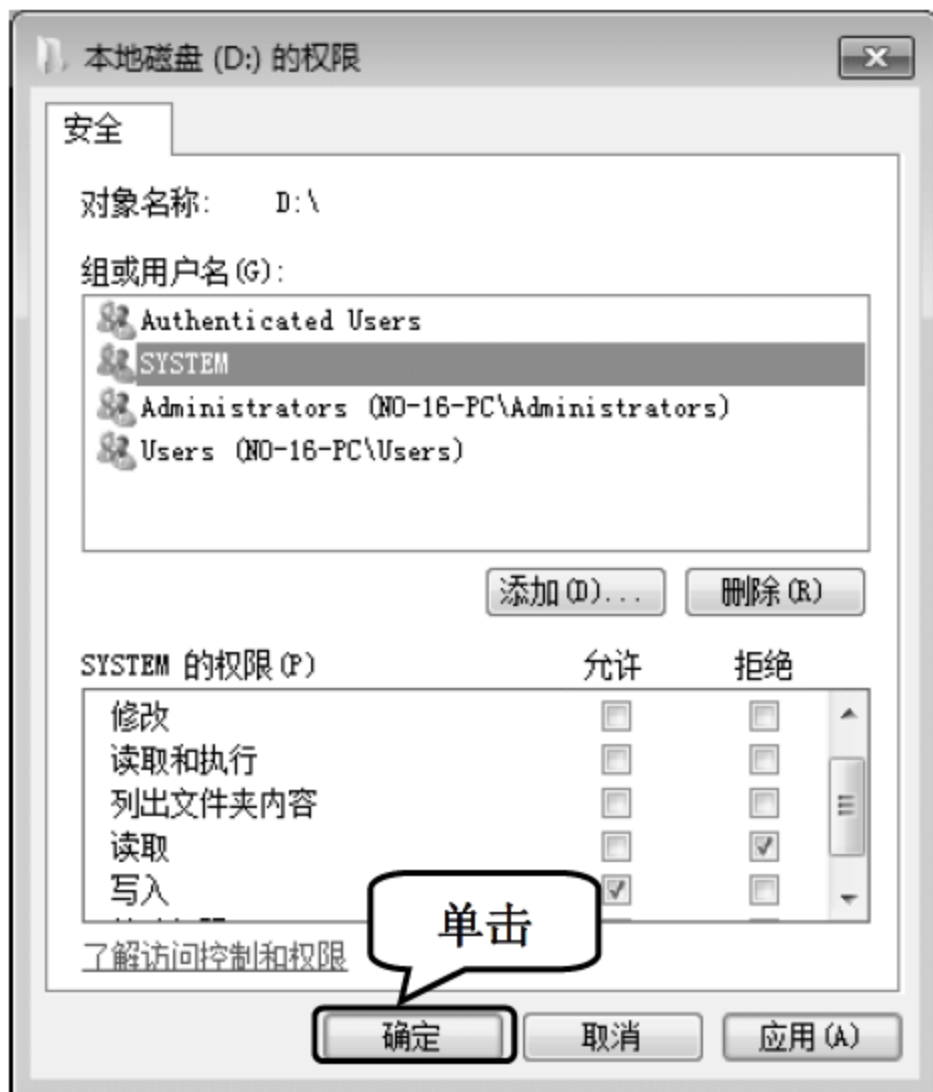 本地磁盘 (D:) 的权限
安全
对象名称: D:\
组或用户名(G):
Authenticated Users
SYSTEM
Administrators (NO-16-PC\Administrators)
Users (NO-16-PC\Users)
添加(D)... 删除(R)
SYSTEM 的权限(P) 允许 拒绝
修改
读取和执行
列出文件夹内容
读取
写入
单击
了解访问控制和权限
确定 取消 应用(A)